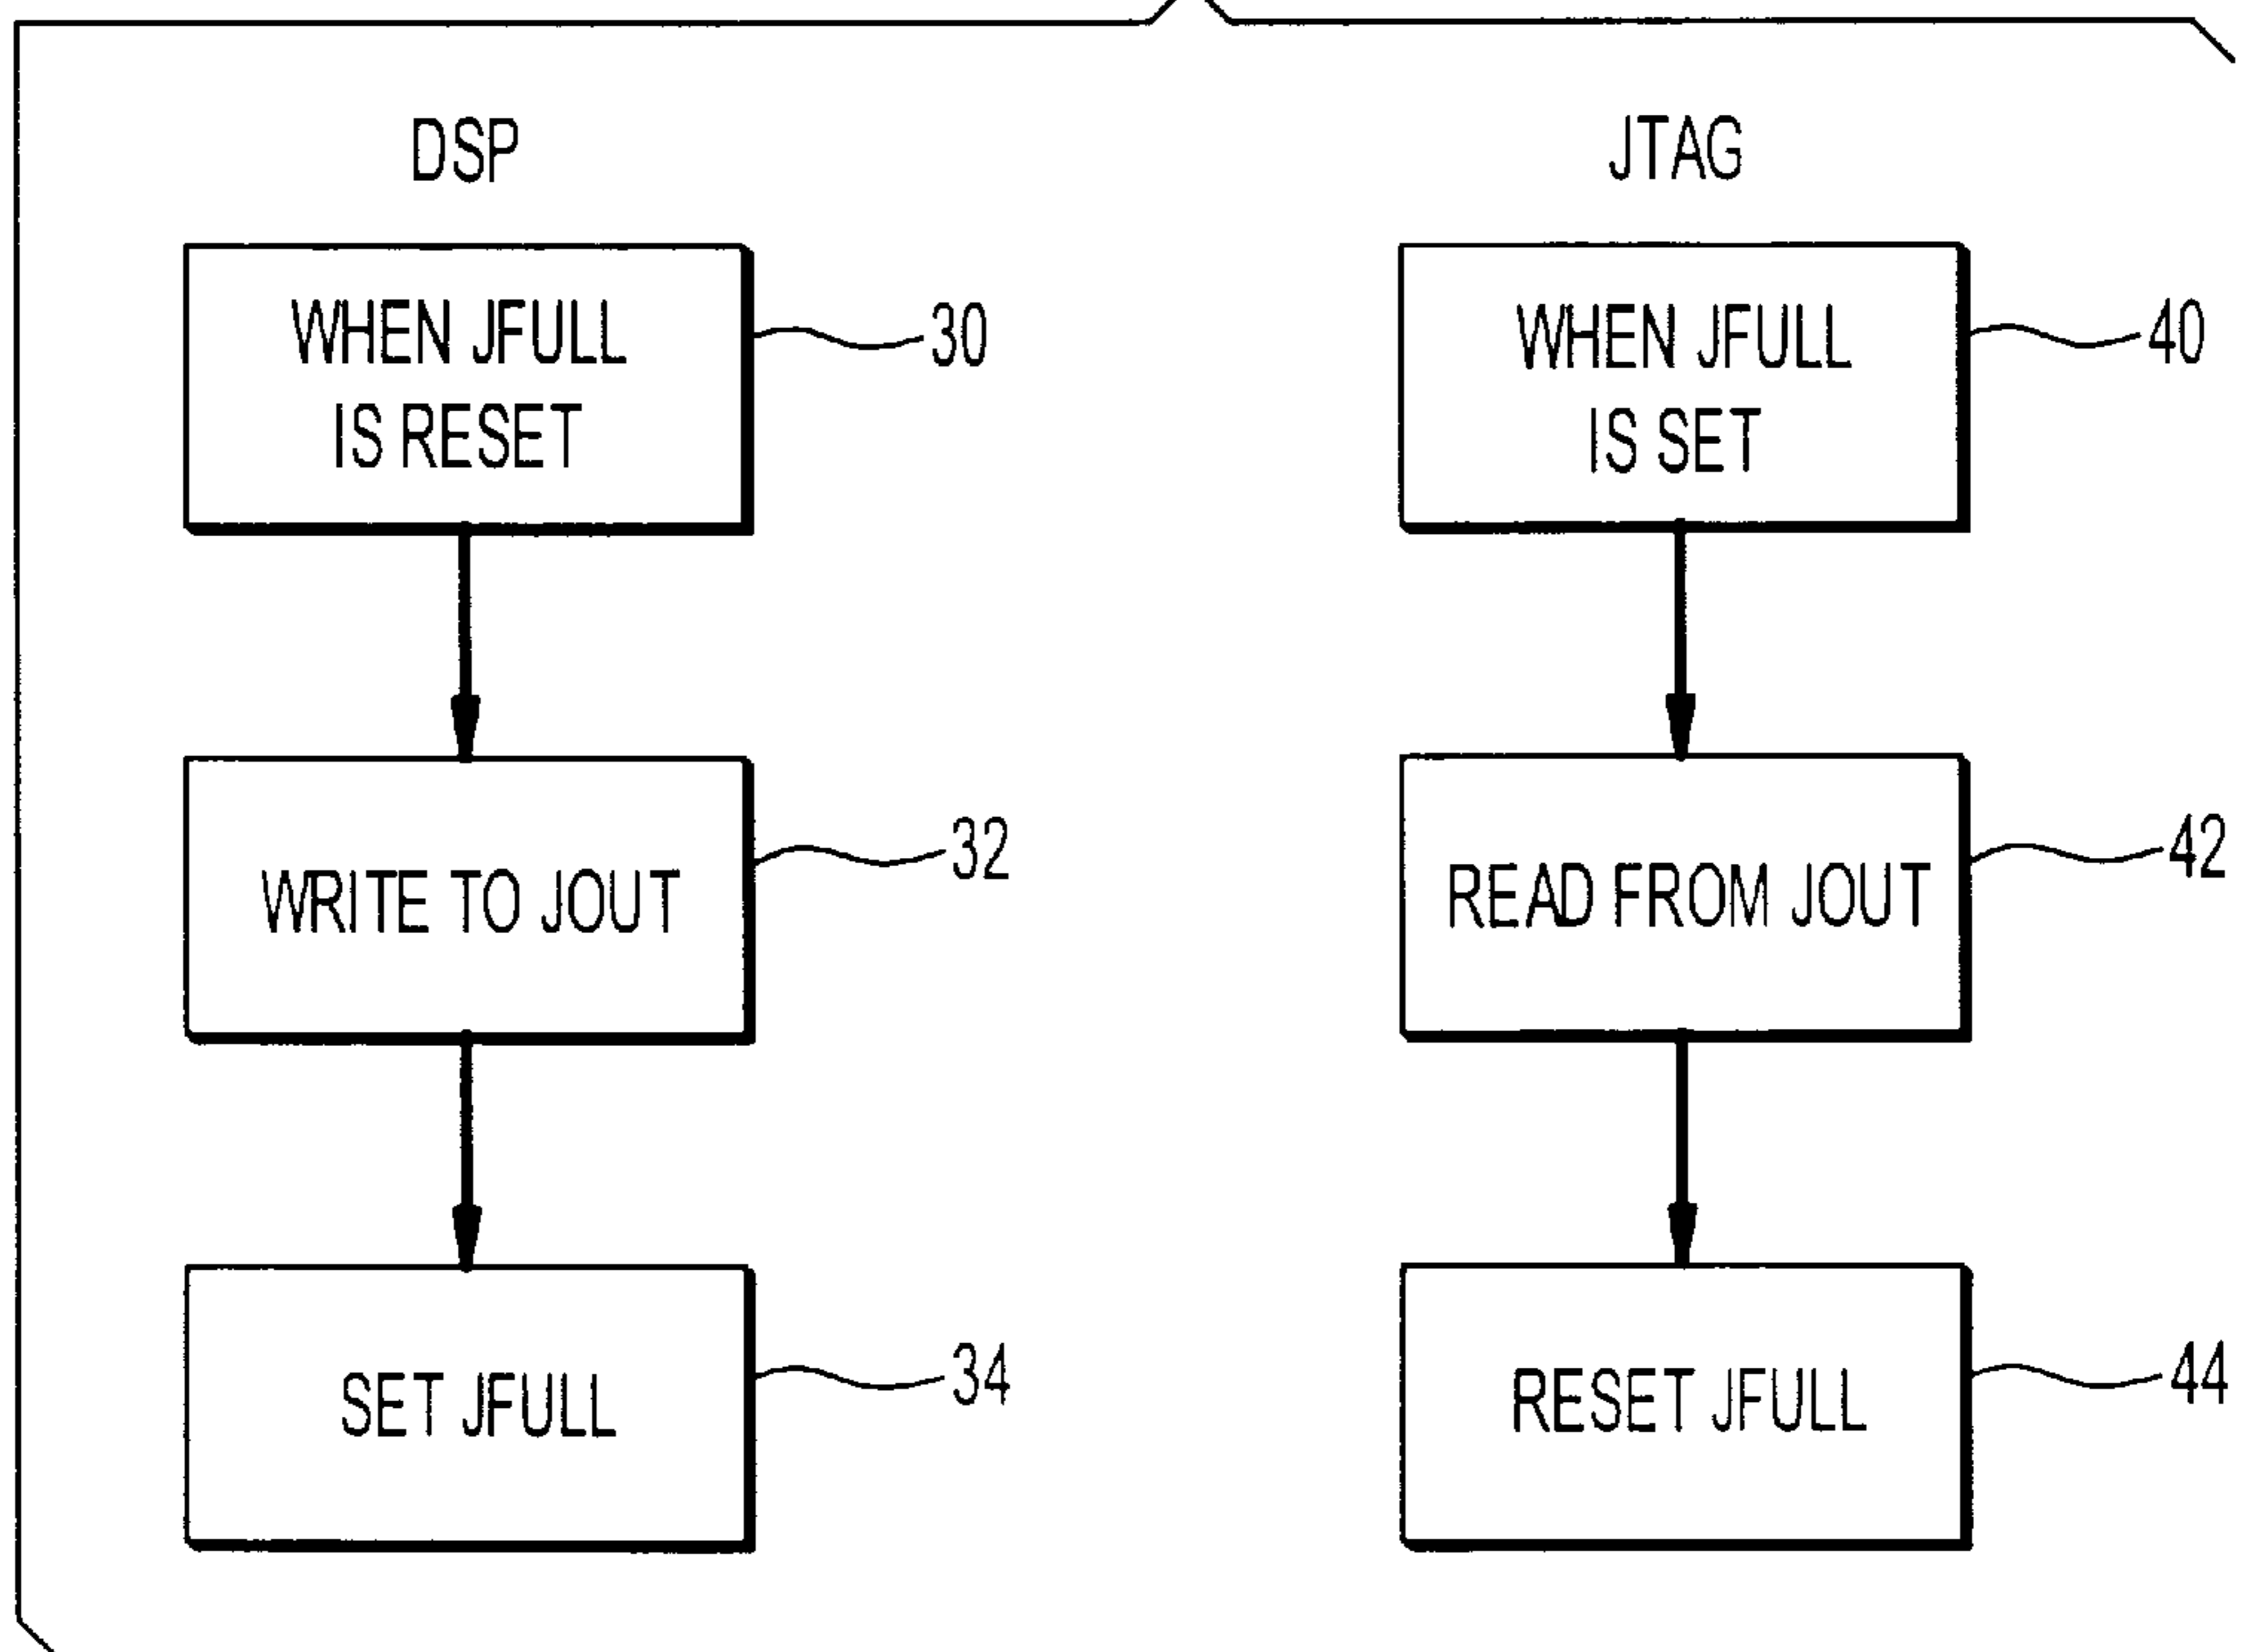 DSP
WHEN JFULL
IS RESET
30
WRITE TO JOUT
32
SET JFULL
34
JTAG
WHEN JFULL
IS SET
40
READ FROM JOUT
42
RESET JFULL
44